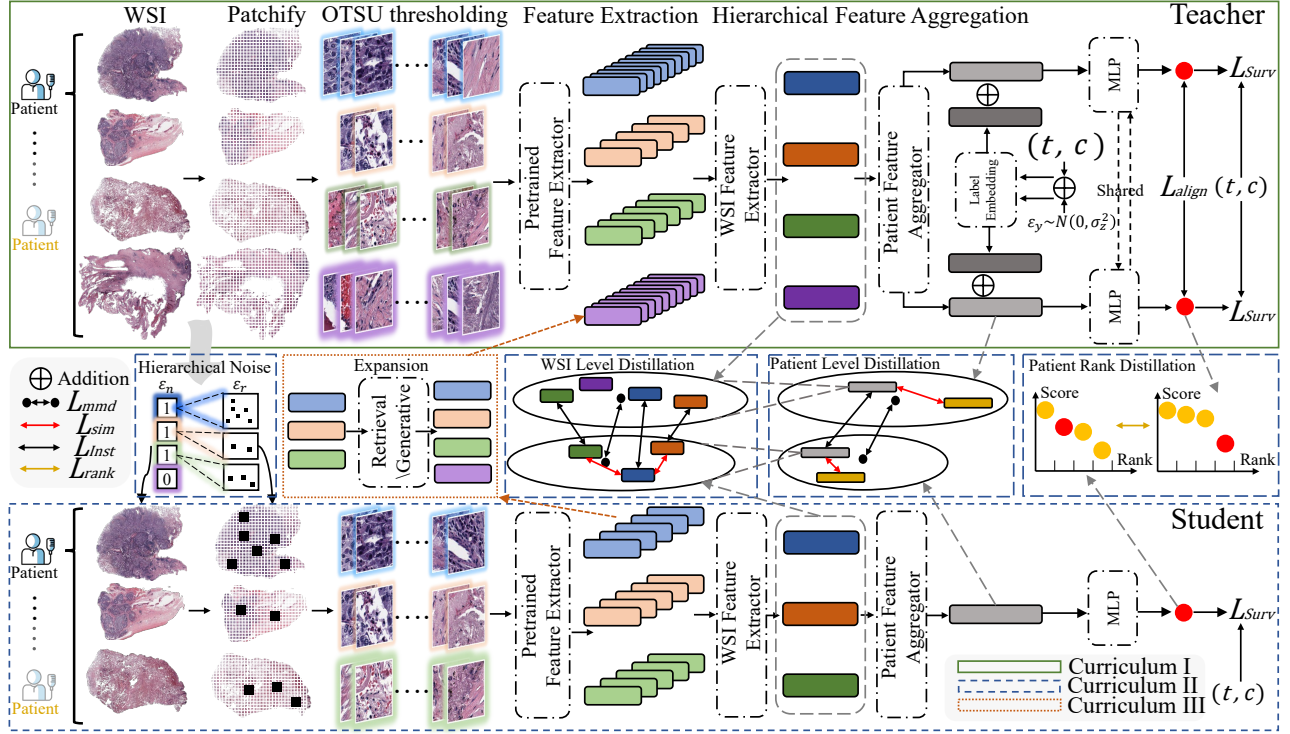 WSI
Patchify
OTSU thresholding
Feature Extraction
Hierarchical Feature Aggregation
Teacher
Patient
Patient
Pretrained
Feature Extractor
WSI Feature
Extractor
Patient Feature
Aggregator
Label
Embedding
(t, c)
ε_y~N(0,σ_z^2)
MLP
Shared
MLP
L_Surv
L_align
(t, c)
L_Surv
Addition
L_mmd
L_sim
L_Inst
L_rank
Hierarchical Noise
ε_n
ε_r
1
1
1
0
Expansion
Retrieval
\Generative
WSI Level Distillation
Patient Level Distillation
Patient Rank Distillation
Score
Rank
Score
Rank
Student
Patient
Patient
Pretrained
Feature Extractor
WSI Feature
Extractor
Patient Feature
Aggregator
MLP
L_Surv
(t, c)
Curriculum I
Curriculum II
Curriculum III